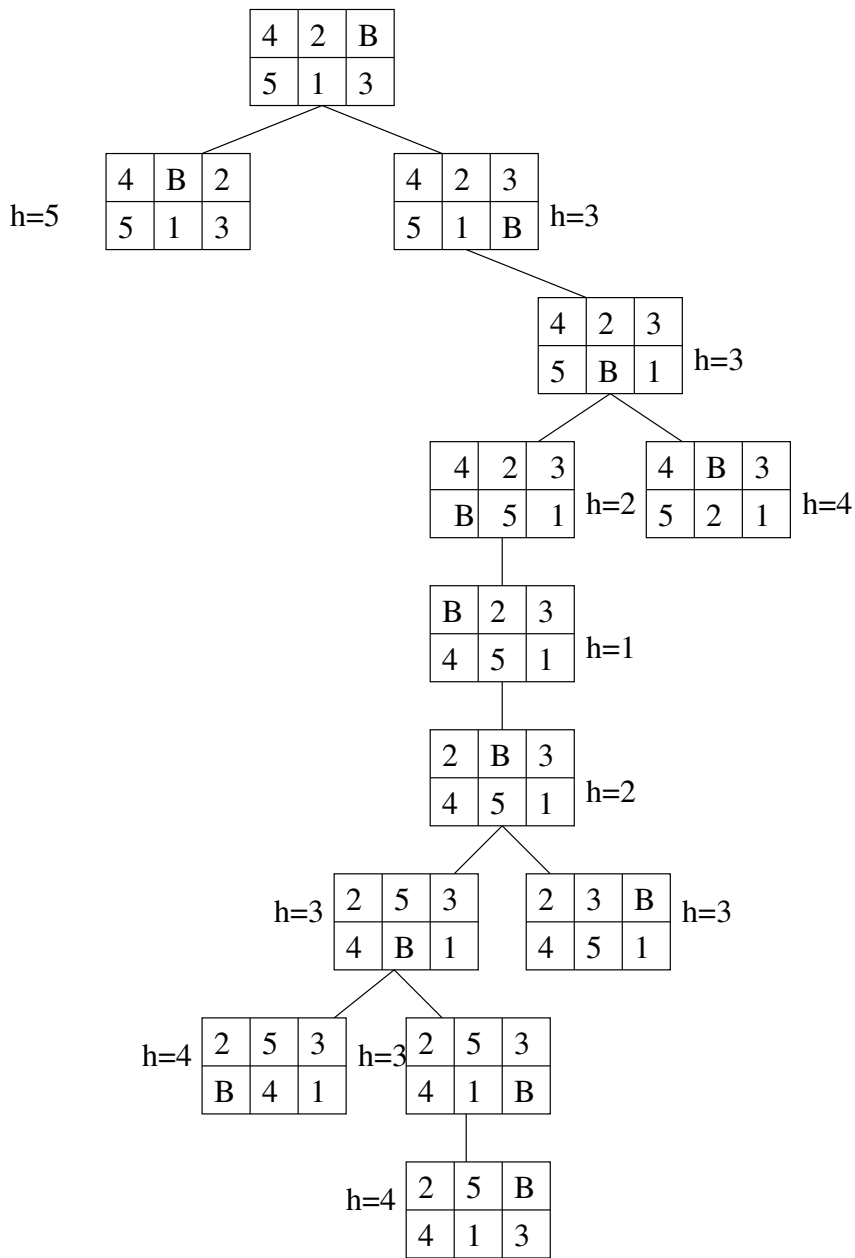 4 2 B
5 1 3
4 B 2
h=5 5 1 3
4 2 3
5 1 B h=3
4 2 3
5 B 1 h=3
4 2 3
B 5 1 h=2
4 B 3
5 2 1 h=4
B 2 3
4 5 1 h=1
2 B 3
4 5 1 h=2
h=3 2 5 3
4 B 1
2 3 B h=3
4 5 1
h=4 2 5 3
B 4 1
h=3 2 5 3
4 1 B
h=4 2 5 B
4 1 3